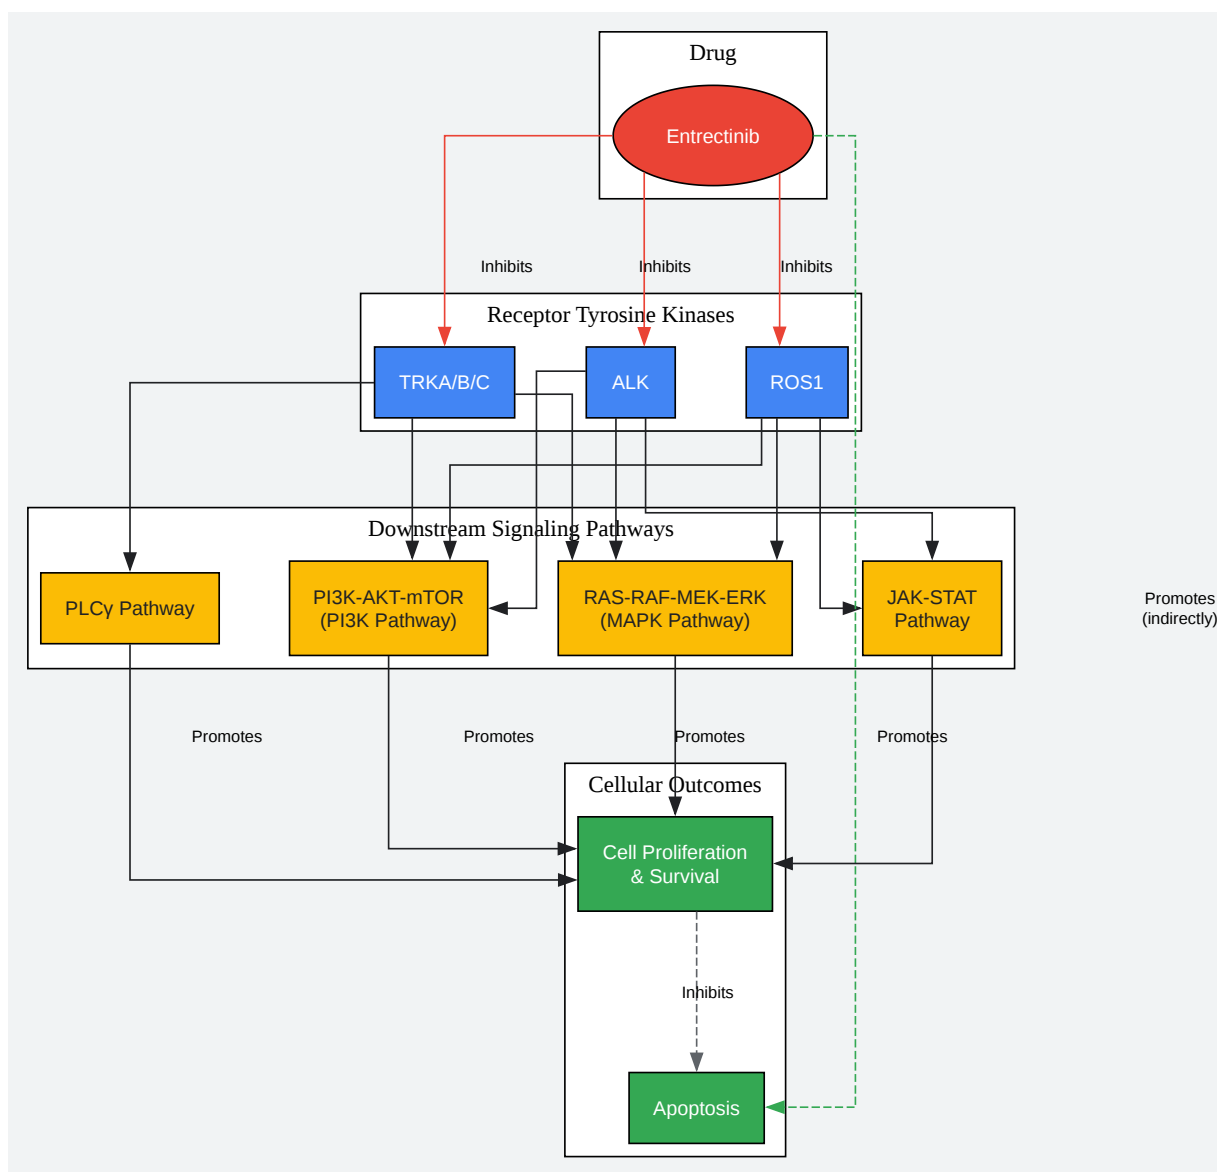 Drug
Entrectinib
Inhibits
Inhibits
Inhibits
Receptor Tyrosine Kinases
TRKA/B/C
ALK
ROS1
Downstream Signaling Pathways
PLCγ Pathway
PI3K-AKT-mTOR
(PI3K Pathway)
RAS-RAF-MEK-ERK
(MAPK Pathway)
JAK-STAT
Pathway
Promotes
(indirectly)
Promotes
Promotes
Promotes
Promotes
Cellular Outcomes
Cell Proliferation
& Survival
Inhibits
Apoptosis